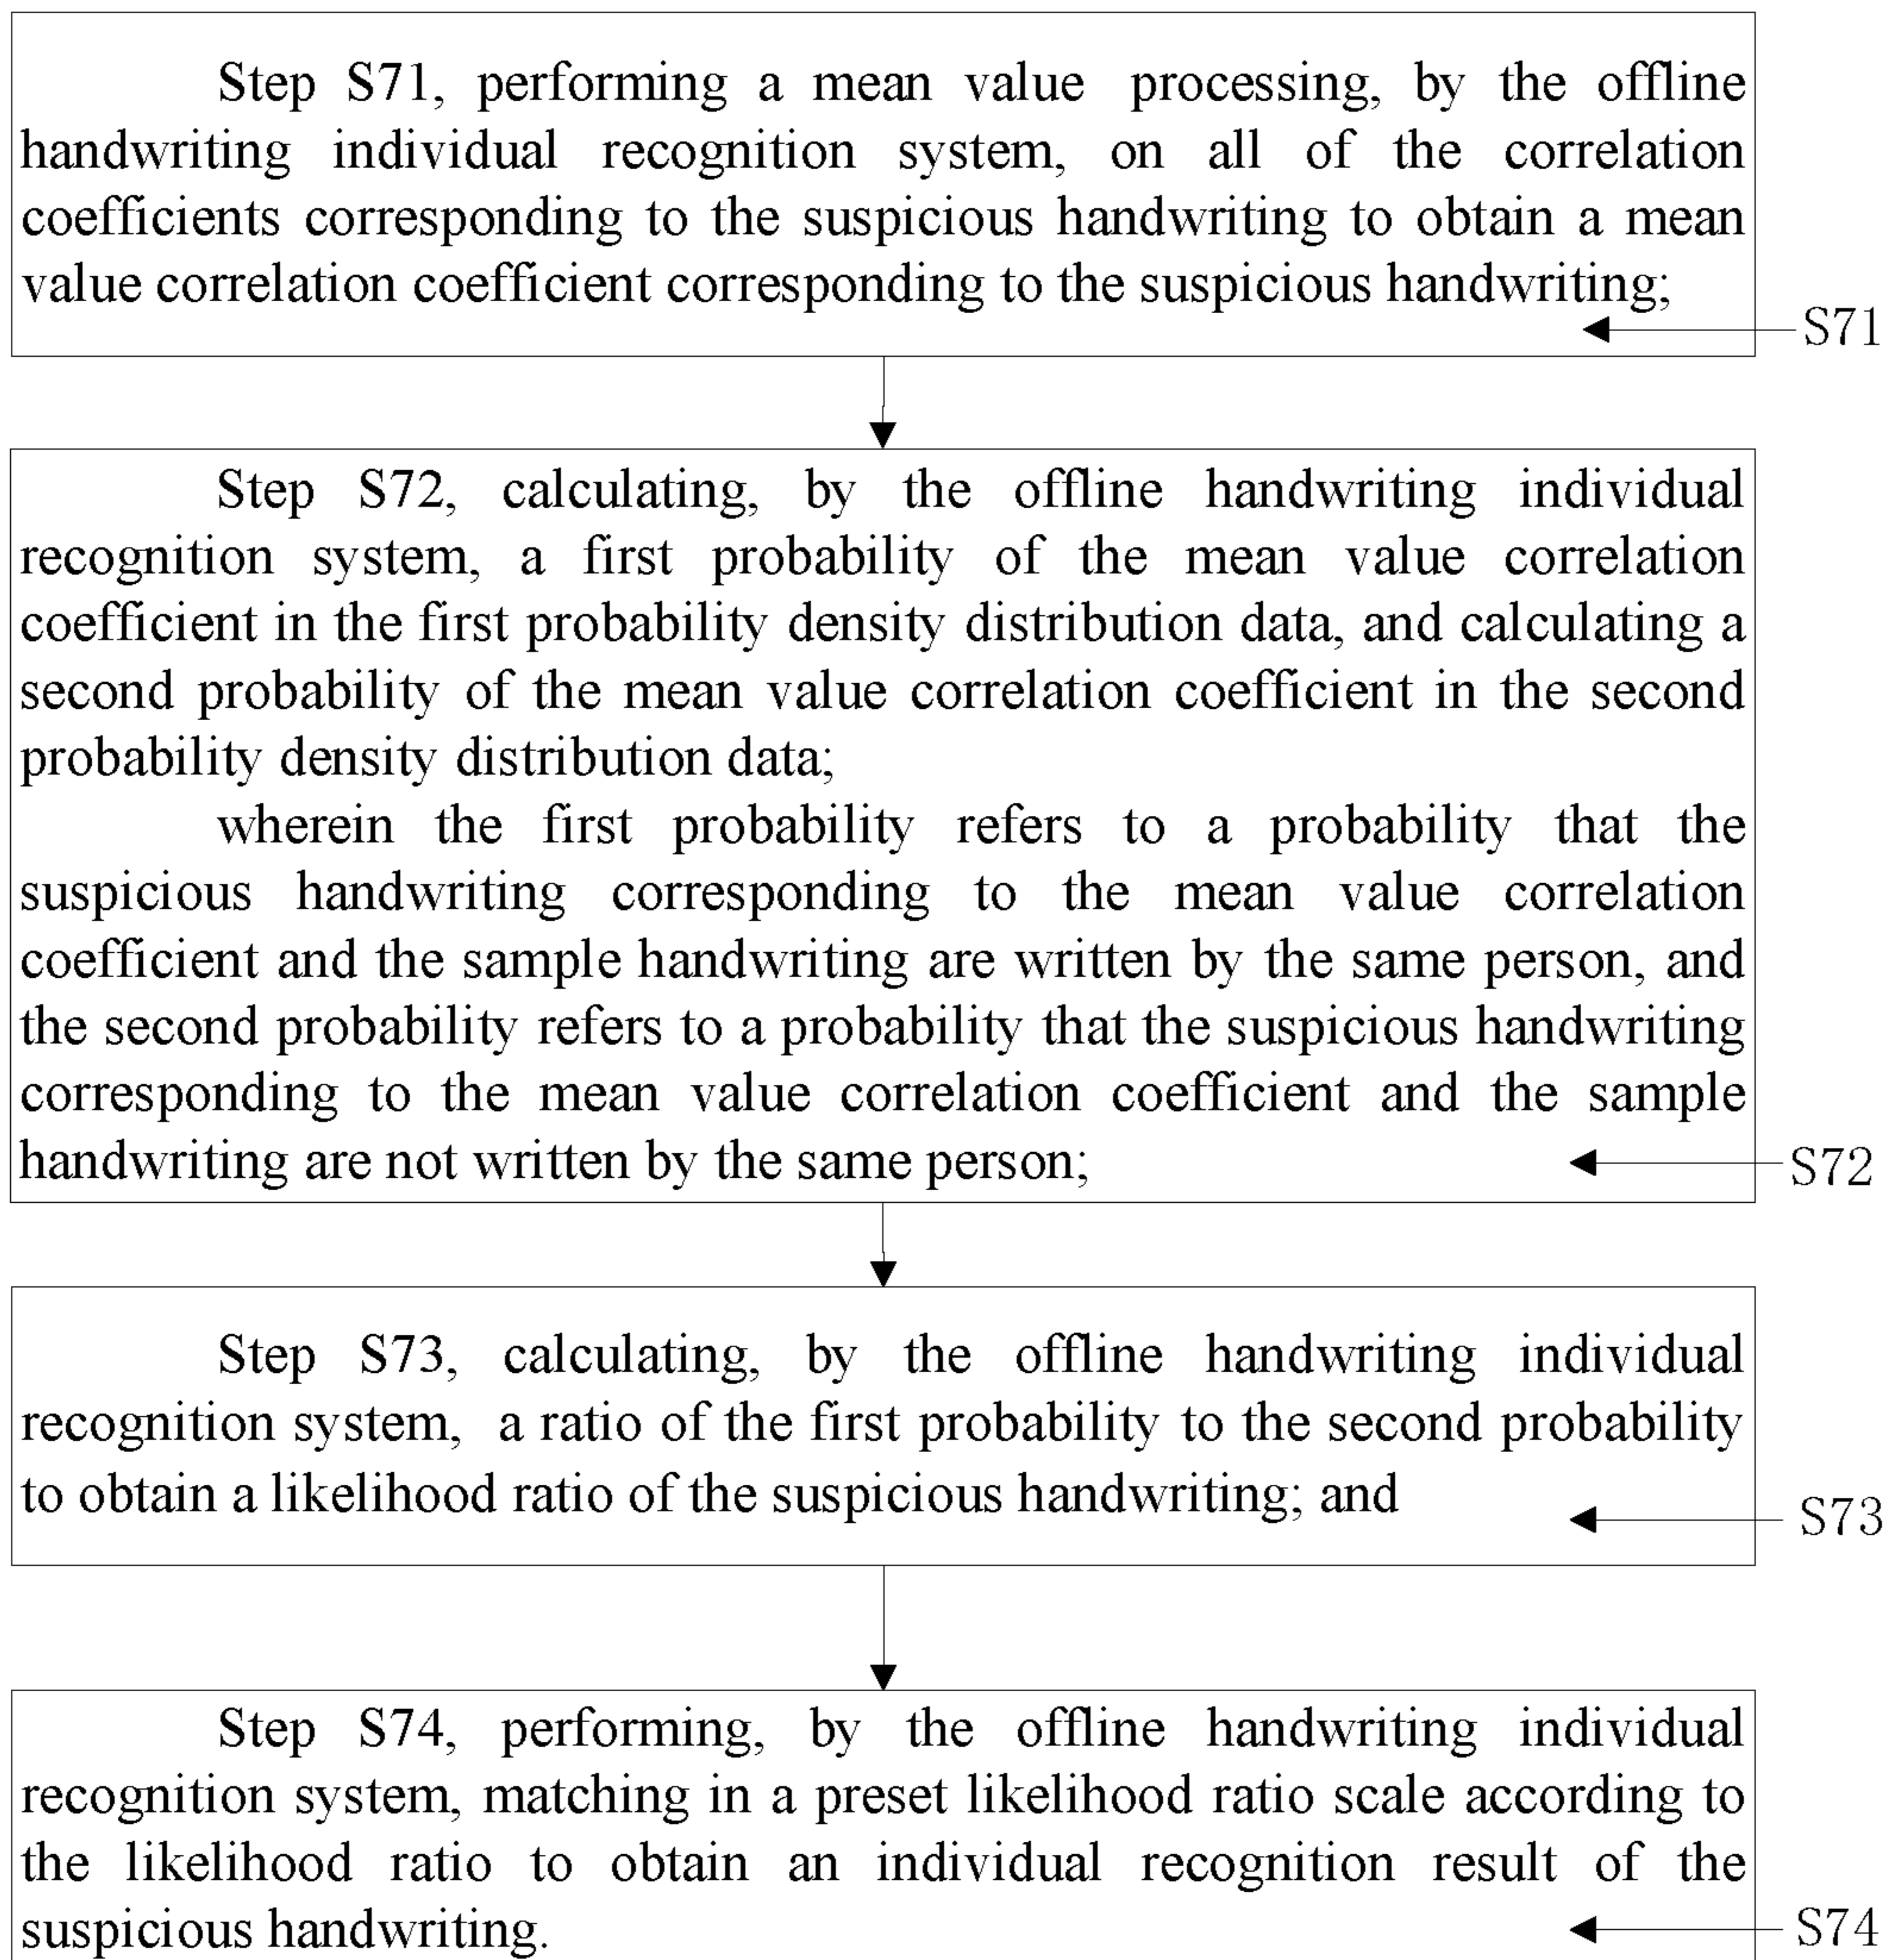 Step S71, performing a mean value processing, by the offline
handwriting individual recognition system, on all of the correlation
coefficients corresponding to the suspicious handwriting to obtain a mean
value correlation coefficient corresponding to the suspicious handwriting;
S71
Step S72, calculating, by the offline handwriting individual
recognition system, a first probability of the mean value correlation
coefficient in the first probability density distribution data, and calculating a
second probability of the mean value correlation coefficient in the second
probability density distribution data;
wherein the first probability refers to a probability that the
suspicious handwriting corresponding to the mean value correlation
coefficient and the sample handwriting are written by the same person, and
the second probability refers to a probability that the suspicious handwriting
corresponding to the mean value correlation coefficient and the sample
handwriting are not written by the same person;
S72
Step S73, calculating, by the offline handwriting individual
recognition system, a ratio of the first probability to the second probability
to obtain a likelihood ratio of the suspicious handwriting; and
S73
Step S74, performing, by the offline handwriting individual
recognition system, matching in a preset likelihood ratio scale according to
the likelihood ratio to obtain an individual recognition result of the
suspicious handwriting.
S74